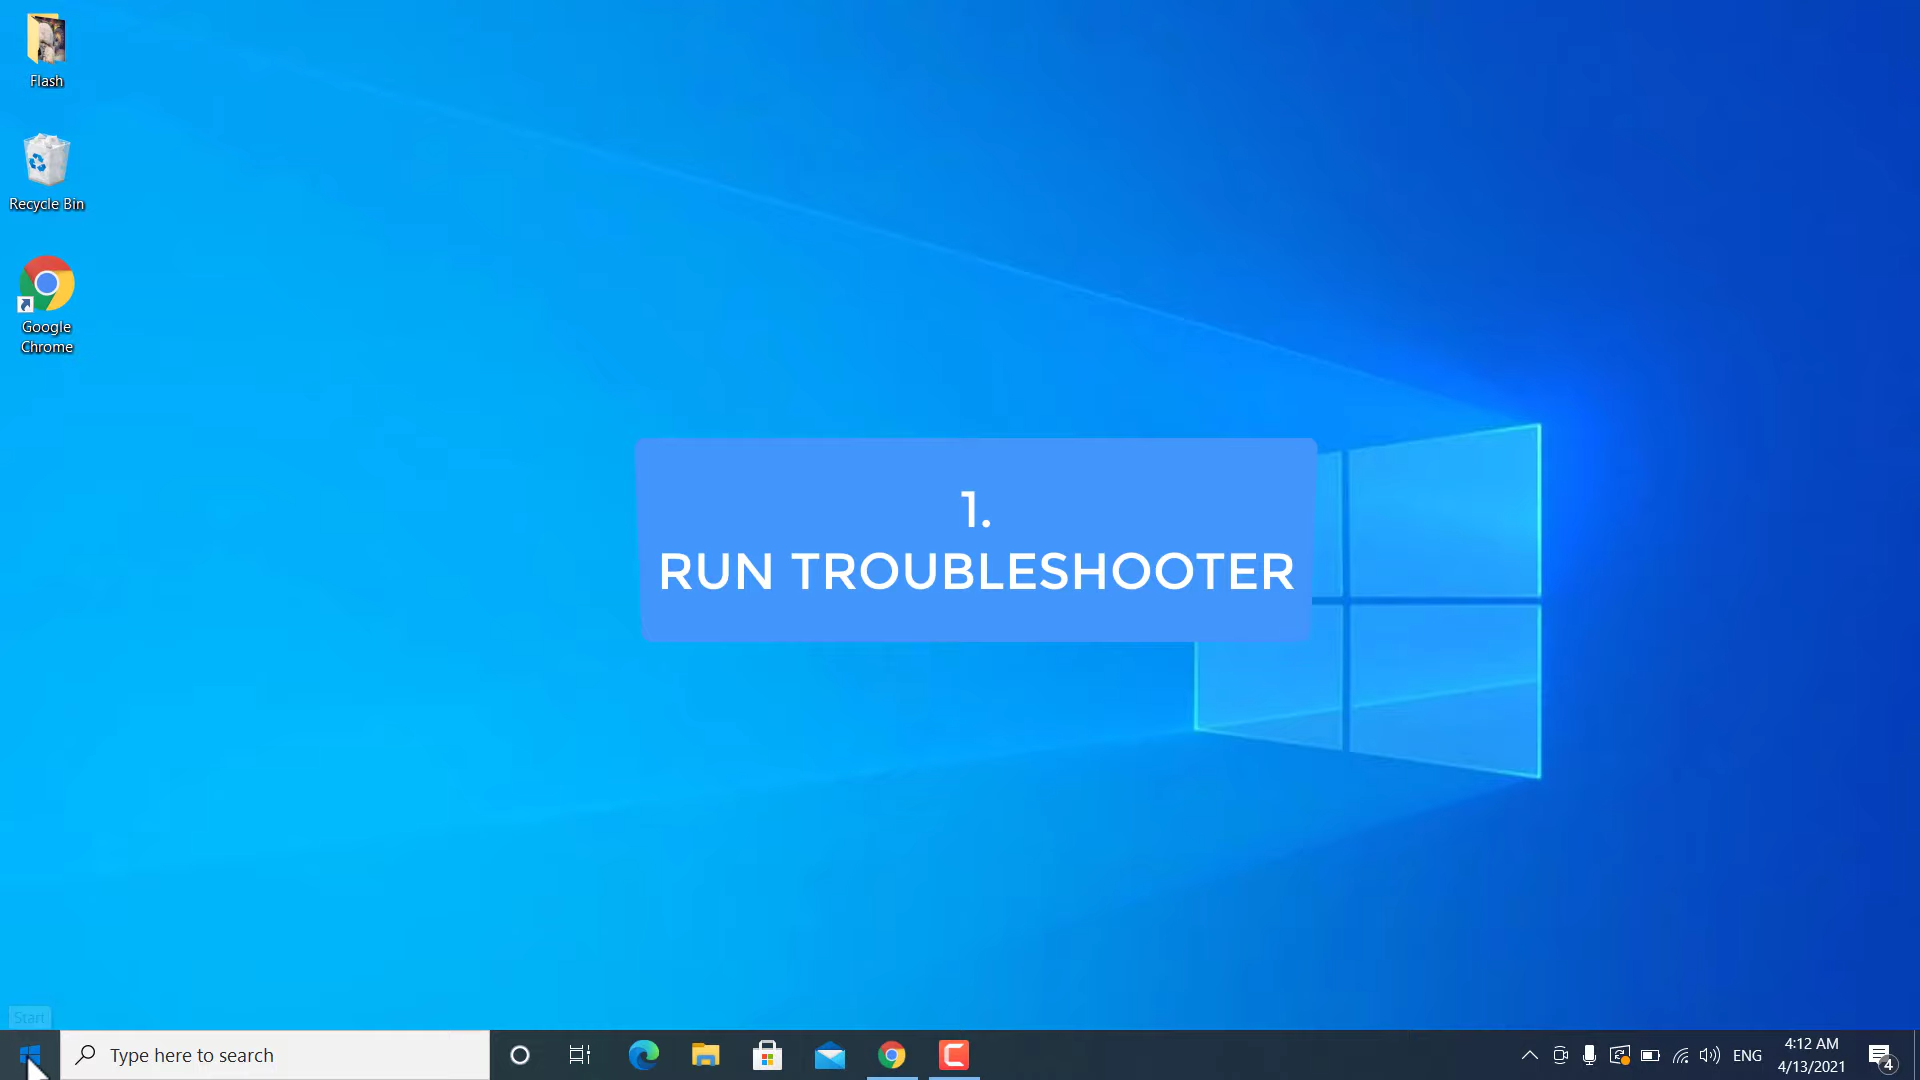 Flash
Recycle Bin
Google
Chrome
1.
RUN TROUBLESHOOTER
Start
Type here to search
ENG
4:12 AM
4/13/2021
4